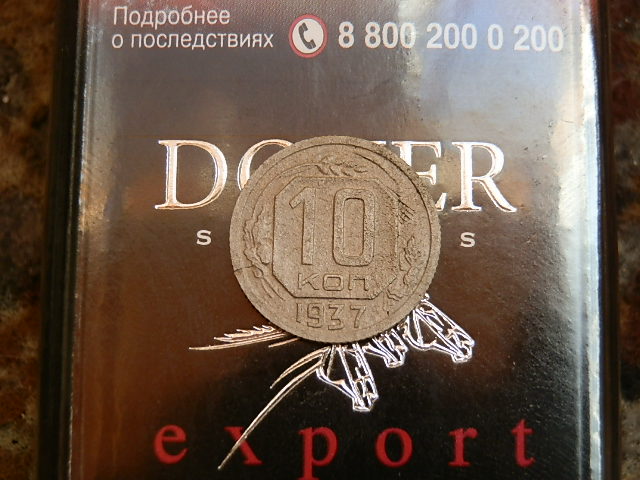 Подробнее
о последствиях 8 800 200 0 200
10
КОП
1937
export